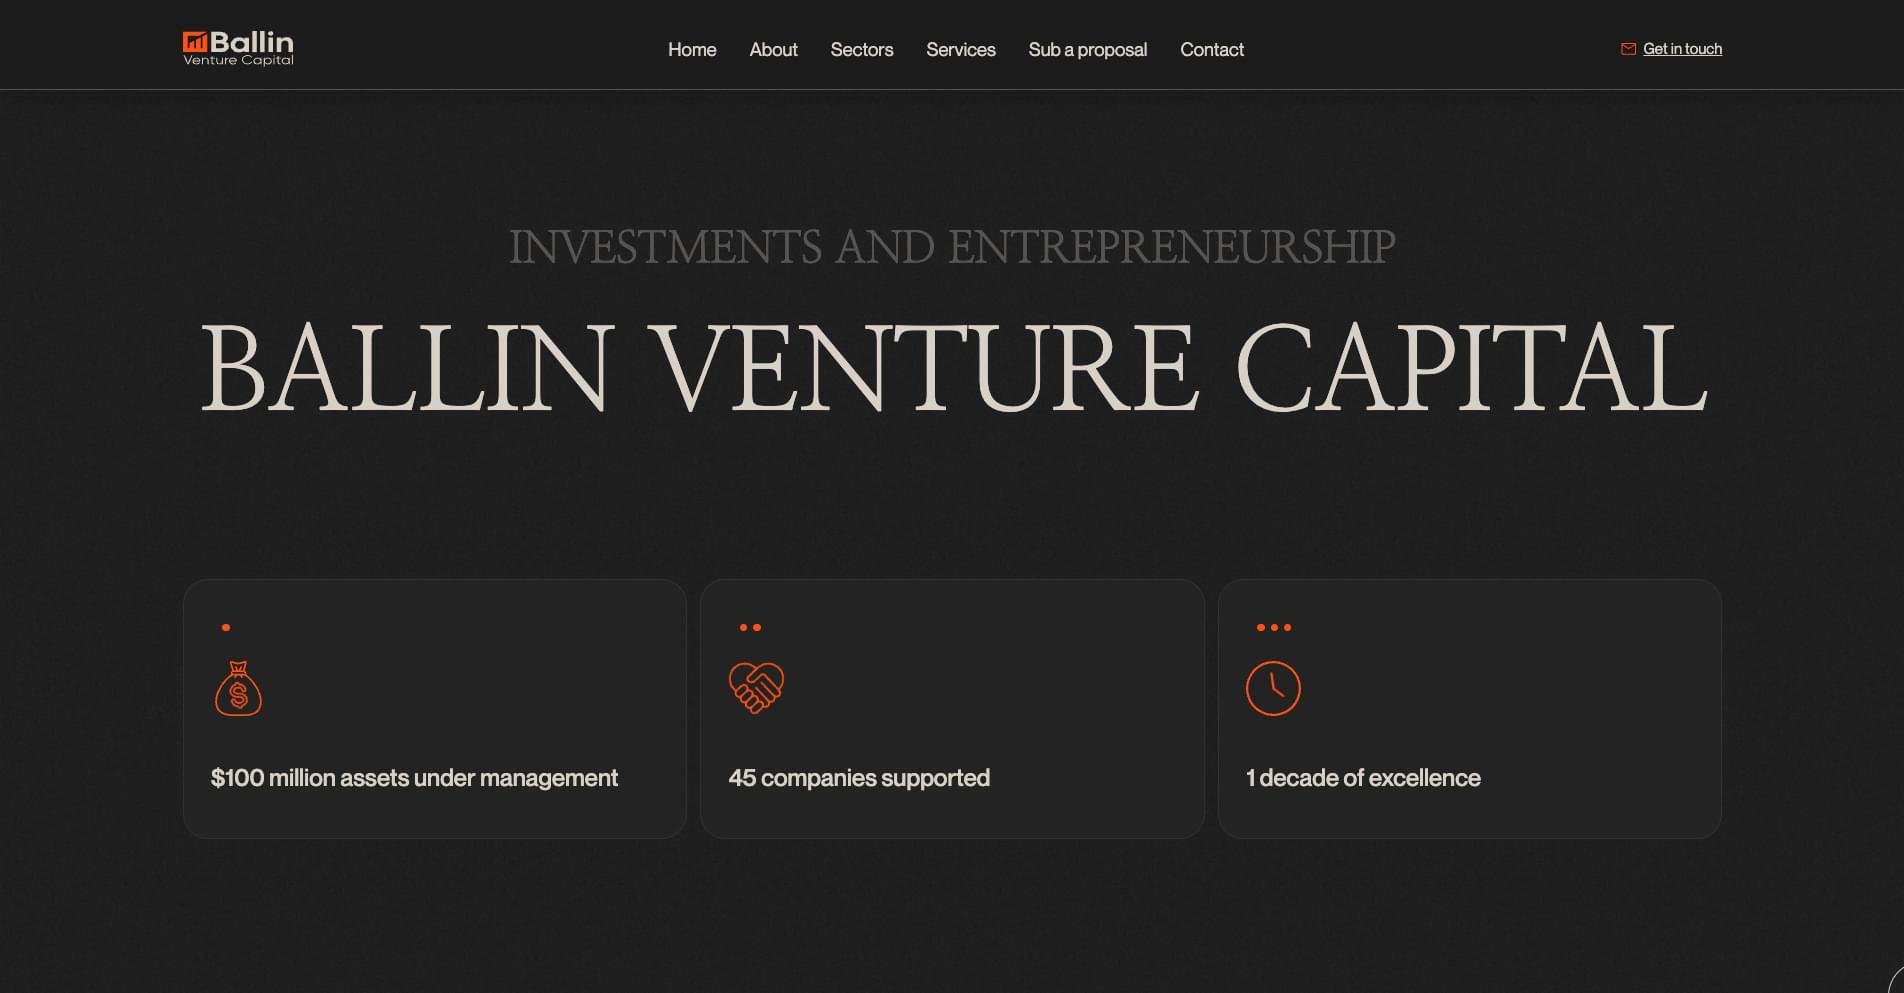 Ballin
Venture Capital
Home
About
Sectors
Services
Sub a proposal
Contact
Get in touch
INVESTMENTS AND ENTREPRENEURSHIP
BALLIN VENTURE CAPITAL
$100 million assets under management
45 companies supported
1 decade of excellence